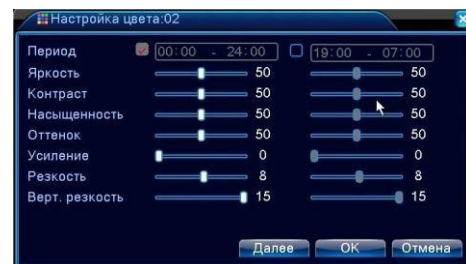 Настройка цвета:02
Период 00:00 - 24:00 19:00 - 07:00
Яркость 50 50
Контраст 50 50
Насыщенность 50 50
Оттенок 50 50
Усиление 0 0
Резкость 8 8
Верт. резкость 15 15
Далее OK Отмена